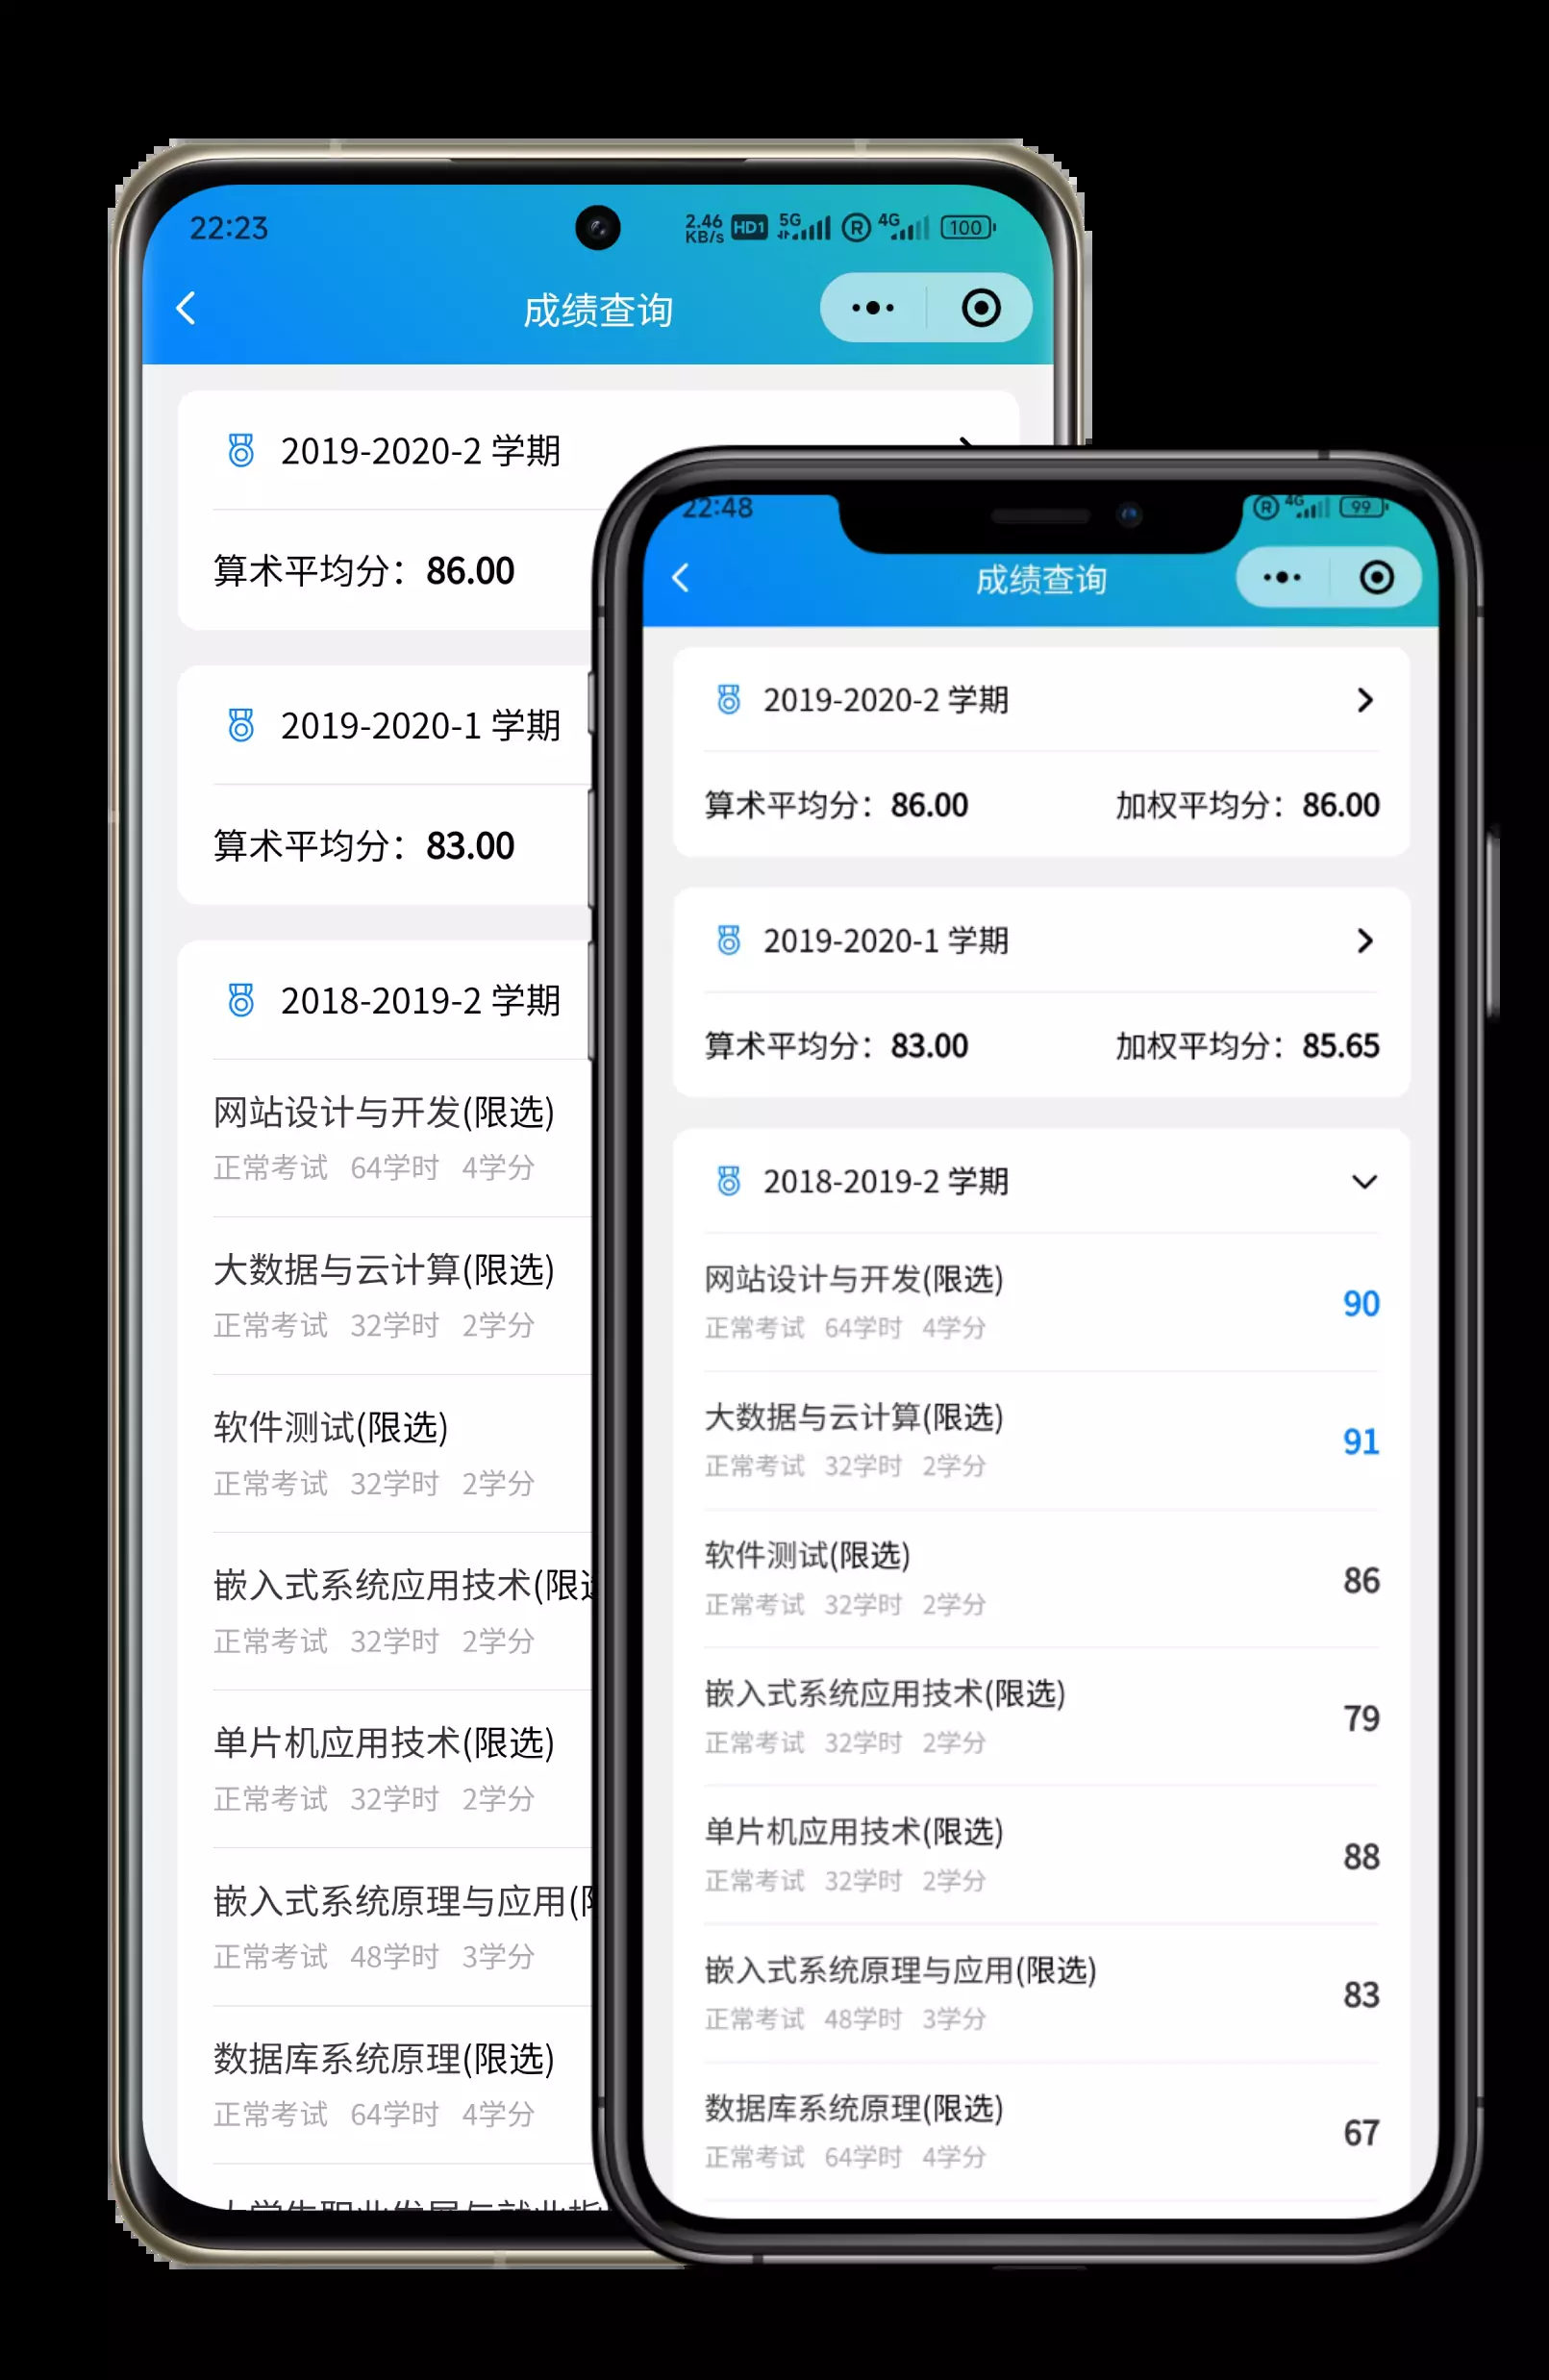 22:23
2.46 KB/s HD1 5G R 4G 100
成绩查询
2019-2020-2 学期
算术平均分：86.00
2019-2020-1 学期
算术平均分：83.00
2018-2019-2 学期
网站设计与开发(限选)
正常考试 64学时 4学分
大数据与云计算(限选)
正常考试 32学时 2学分
软件测试(限选)
正常考试 32学时 2学分
嵌入式系统应用技术(限选
正常考试 32学时 2学分
单片机应用技术(限选)
正常考试 32学时 2学分
嵌入式系统原理与应用(限
正常考试 48学时 3学分
数据库系统原理(限选)
正常考试 64学时 4学分
22:48
R 4G 99
成绩查询
2019-2020-2 学期
算术平均分：86.00 加权平均分：86.00
2019-2020-1 学期
算术平均分：83.00 加权平均分：85.65
2018-2019-2 学期
网站设计与开发(限选)
正常考试 64学时 4学分
90
大数据与云计算(限选)
正常考试 32学时 2学分
91
软件测试(限选)
正常考试 32学时 2学分
86
嵌入式系统应用技术(限选)
正常考试 32学时 2学分
79
单片机应用技术(限选)
正常考试 32学时 2学分
88
嵌入式系统原理与应用(限选)
正常考试 48学时 3学分
83
数据库系统原理(限选)
正常考试 64学时 4学分
67